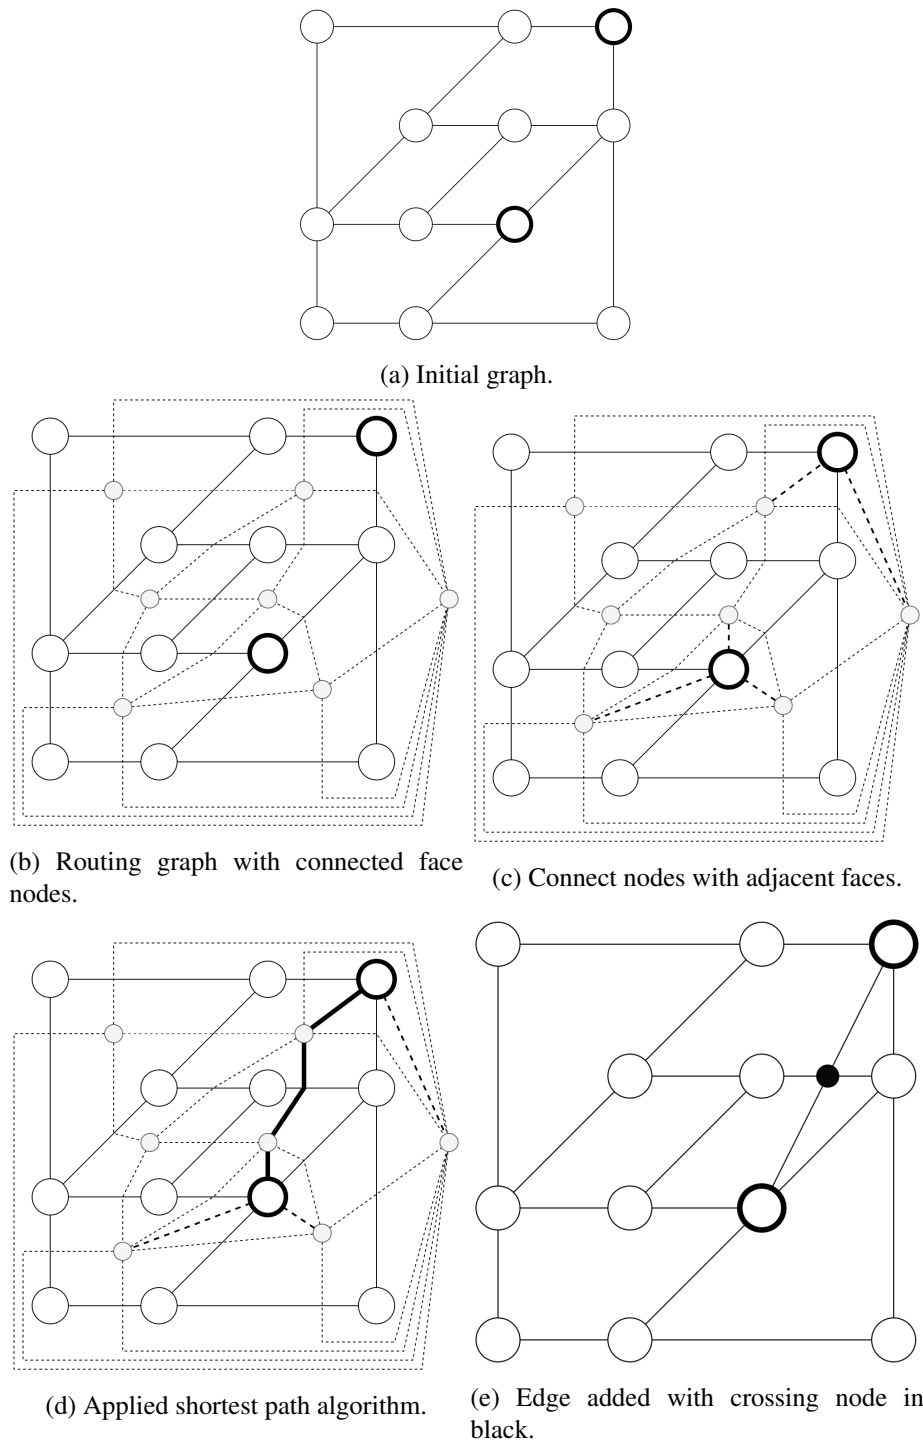 (a) Initial graph.
(b) Routing graph with connected face
nodes.
(c) Connect nodes with adjacent faces.
(d) Applied shortest path algorithm.
(e) Edge added with crossing node in
black.